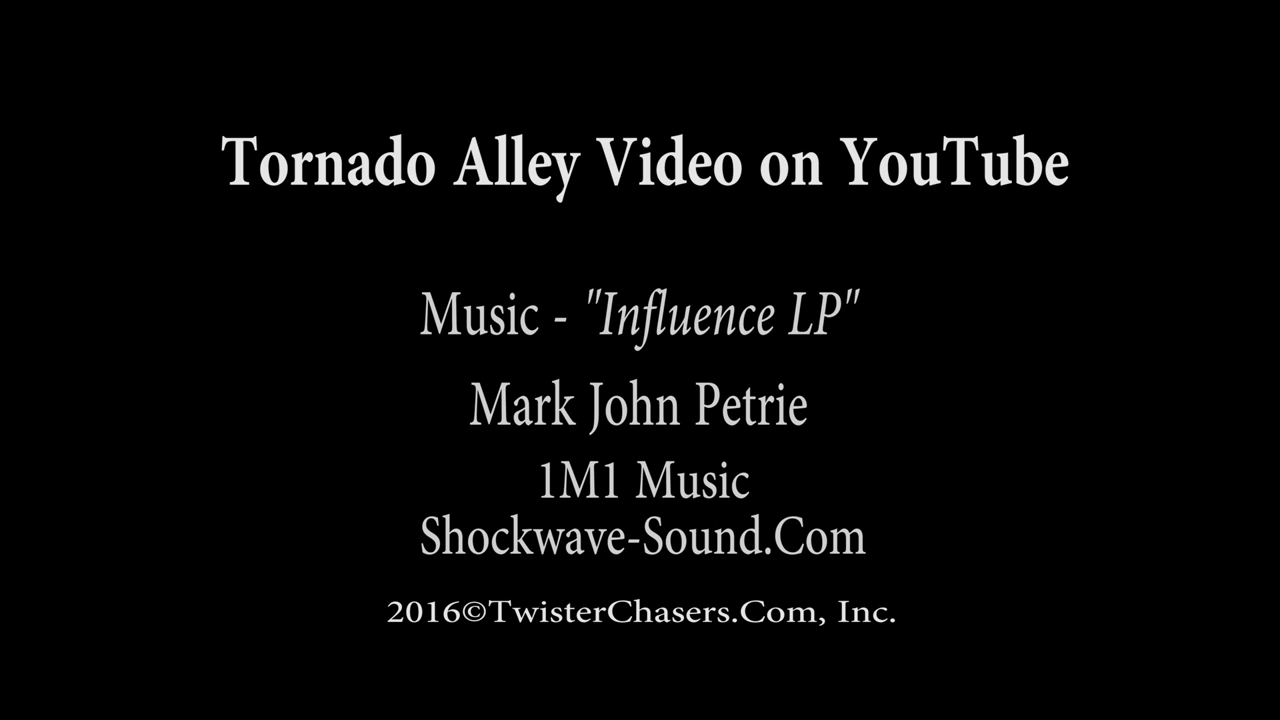 Tornado Alley Video on YouTube
Music - "Influence LP"
Mark John Petrie
1M1 Music
Shockwave-Sound.Com
2016©TwisterChasers.Com, Inc.